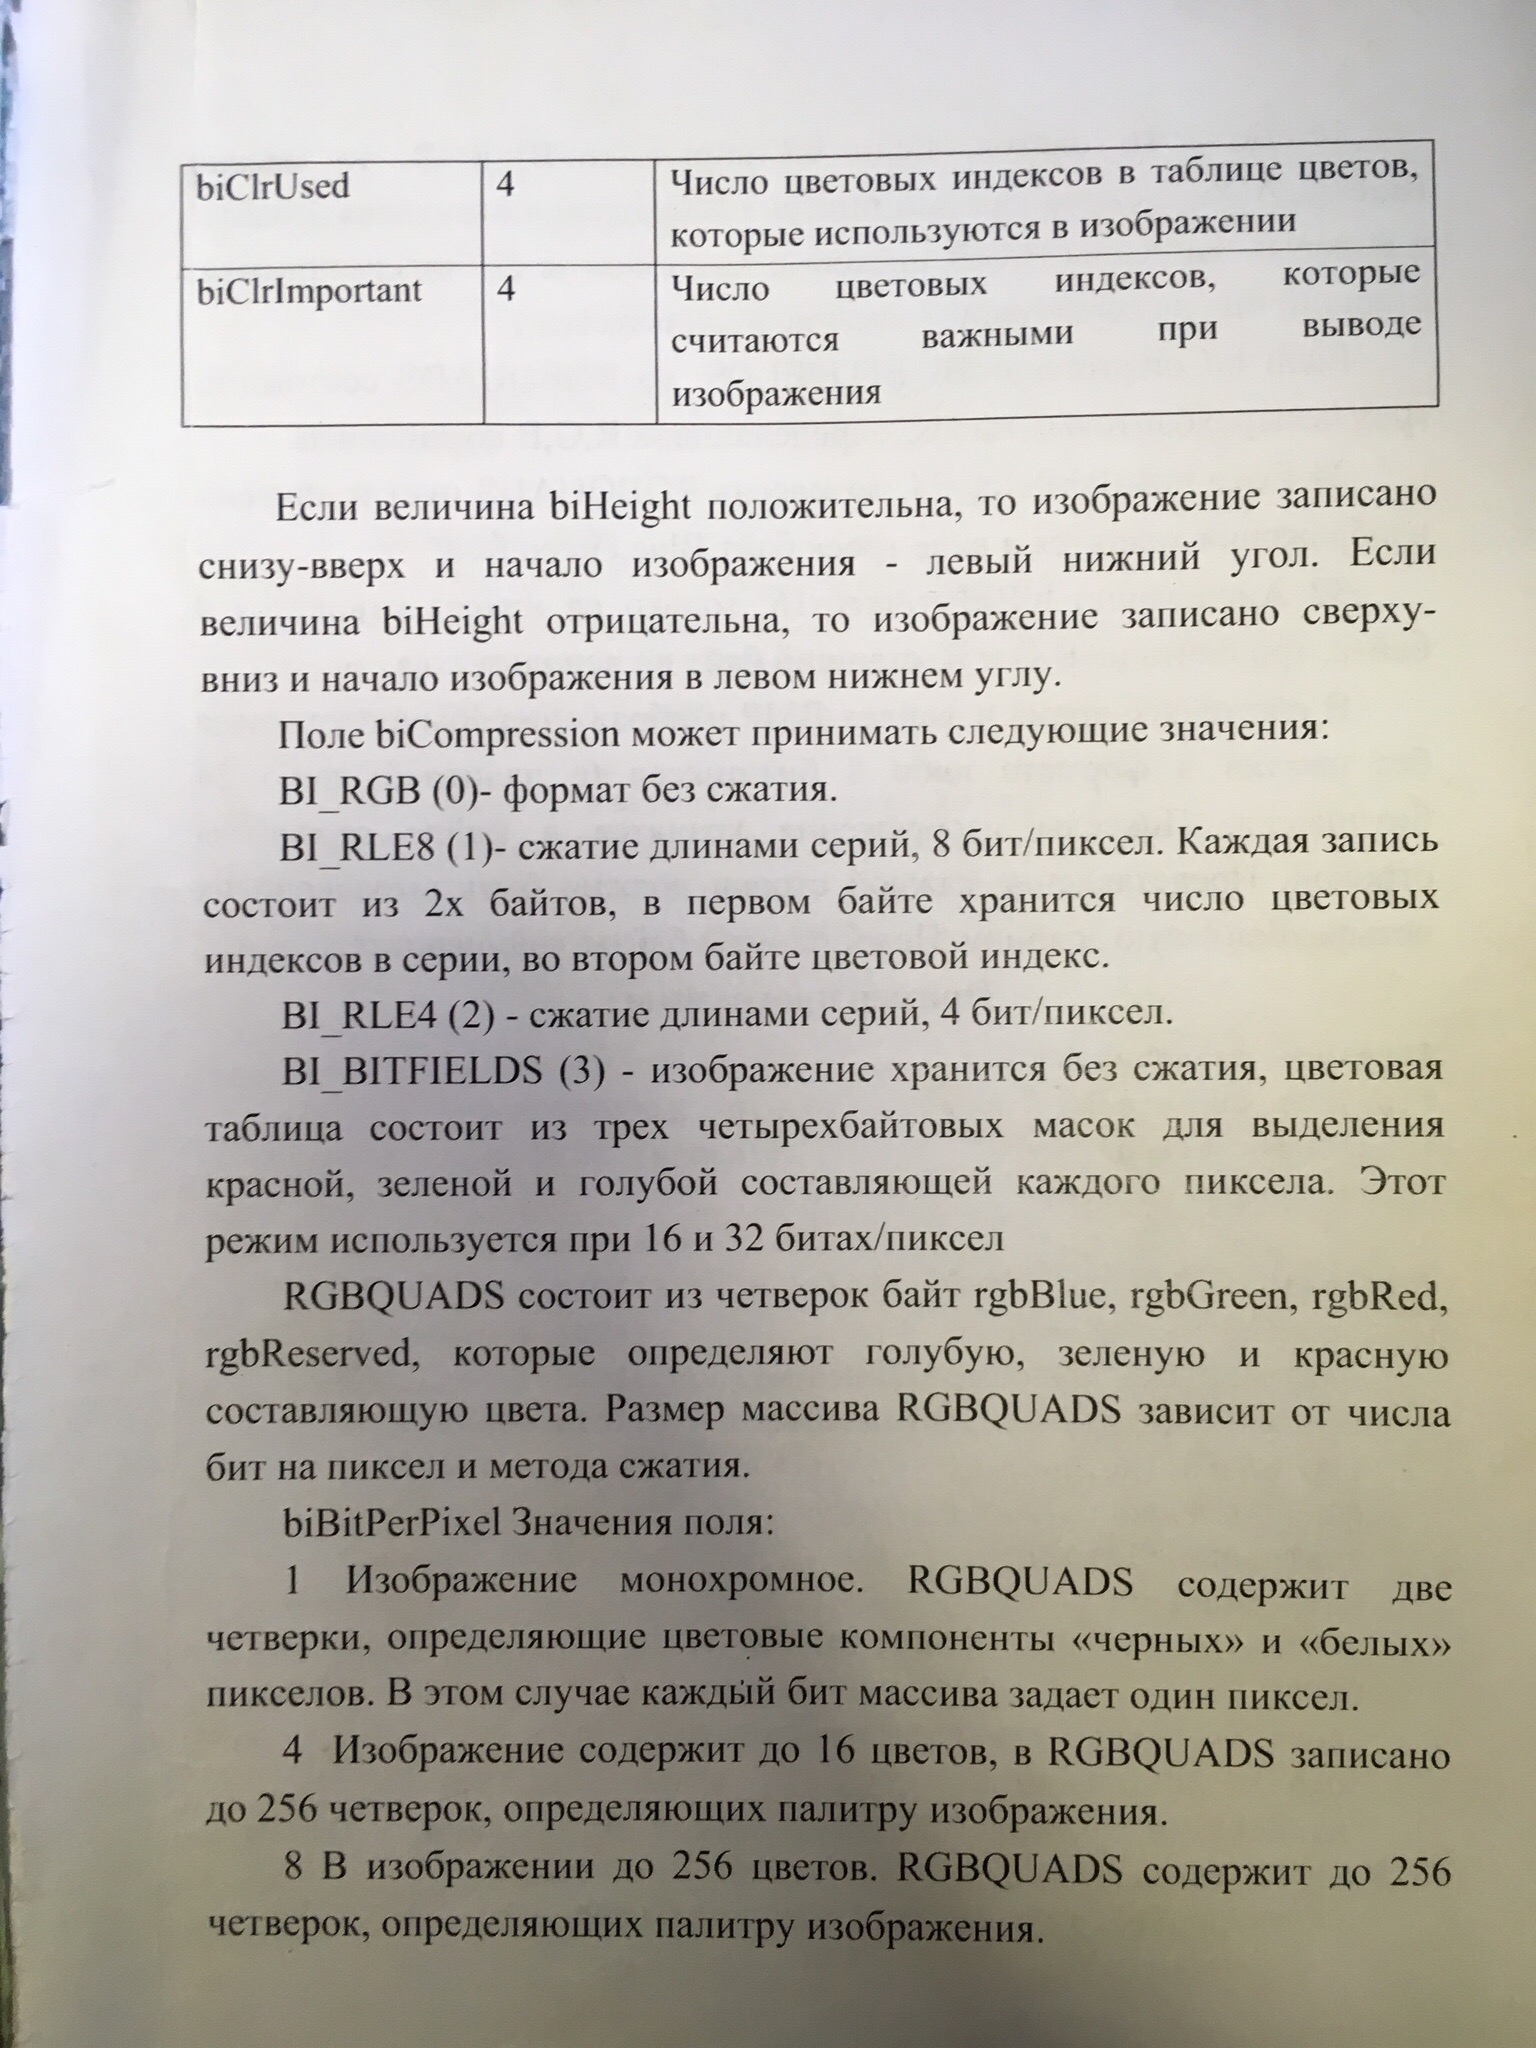 biClrUsed 4 Число цветовых индексов в таблице цветов,
которые используются в изображении
biClrImportant 4 Число цветовых индексов, которые
считаются важными при выводе
изображения
Если величина biHeight положительна, то изображение записано
снизу-вверх и начало изображения - левый нижний угол. Если
величина biHeight отрицательна, то изображение записано сверху-
вниз и начало изображения в левом нижнем углу.
Поле biCompression может принимать следующие значения:
BI_RGB (0)- формат без сжатия.
BI_RLE8 (1)- сжатие длинами серий, 8 бит/пиксел. Каждая запись
состоит из 2х байтов, в первом байте хранится число цветовых
индексов в серии, во втором байте цветовой индекс.
BI_RLE4 (2) - сжатие длинами серий, 4 бит/пиксел.
BI_BITFIELDS (3) - изображение хранится без сжатия, цветовая
таблица состоит из трех четырехбайтовых масок для выделения
красной, зеленой и голубой составляющей каждого пиксела. Этот
режим используется при 16 и 32 битах/пиксел
RGBQUADS состоит из четверок байт rgbBlue, rgbGreen, rgbRed,
rgbReserved, которые определяют голубую, зеленую и красную
составляющую цвета. Размер массива RGBQUADS зависит от числа
бит на пиксел и метода сжатия.
biBitPerPixel Значения поля:
1 Изображение монохромное. RGBQUADS содержит две
четверки, определяющие цветовые компоненты «черных» и «белых»
пикселов. В этом случае каждый бит массива задает один пиксел.
4 Изображение содержит до 16 цветов, в RGBQUADS записано
до 256 четверок, определяющих палитру изображения.
8 В изображении до 256 цветов. RGBQUADS содержит до 256
четверок, определяющих палитру изображения.